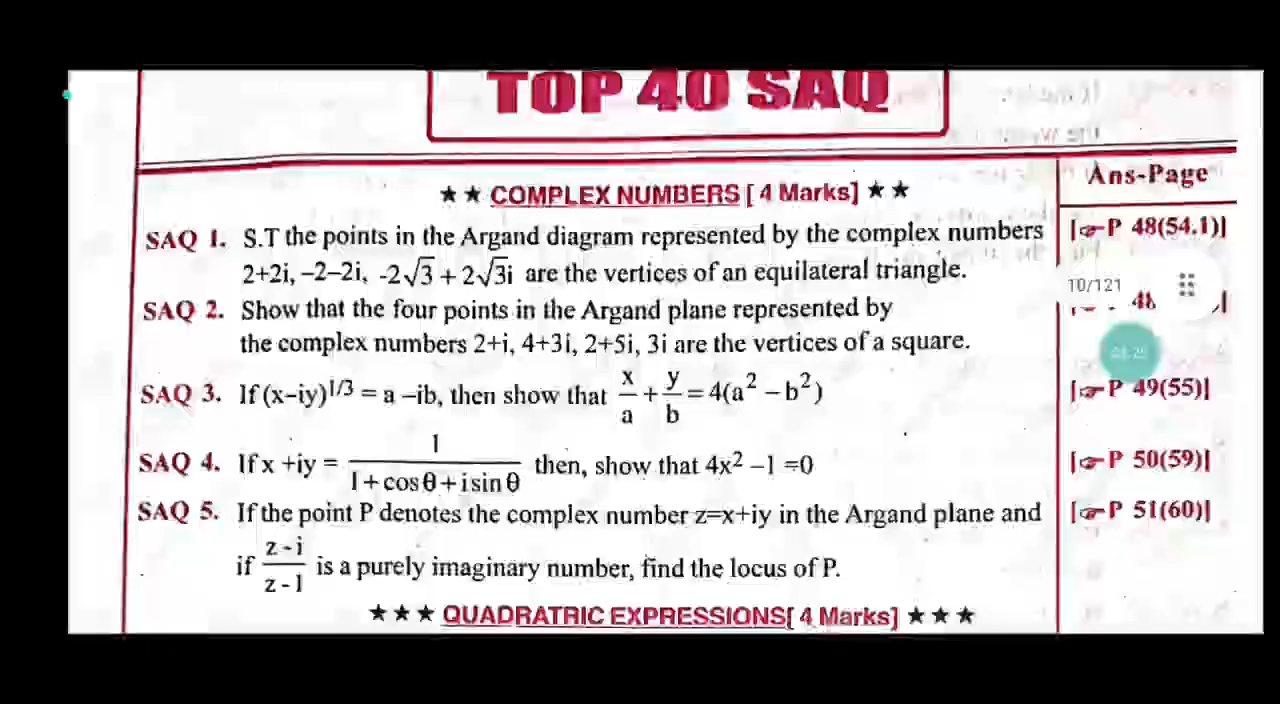 TOP 40 SAQ
Ans-Page
★ ★ COMPLEX NUMBERS [ 4 Marks] ★ ★
SAQ 1. S.T the points in the Argand diagram represented by the complex numbers [☞P 48(54.1)]
2+2i, –2–2i, -2√3 + 2√3i are the vertices of an equilateral triangle.
10/121
SAQ 2. Show that the four points in the Argand plane represented by
the complex numbers 2+i, 4+3i, 2+5i, 3i are the vertices of a square.
SAQ 3. If (x–iy)^1/3 = a –ib, then show that x/a + y/b = 4(a² – b²) [☞P 49(55)]
SAQ 4. If x +iy = 1/(1+cosθ+isinθ) then, show that 4x² –1 =0 [☞P 50(59)]
SAQ 5. If the point P denotes the complex number z=x+iy in the Argand plane and [☞P 51(60)]
if (z-i)/(z-1) is a purely imaginary number, find the locus of P.
★ ★ ★ QUADRATRIC EXPRESSIONS[ 4 Marks] ★ ★ ★